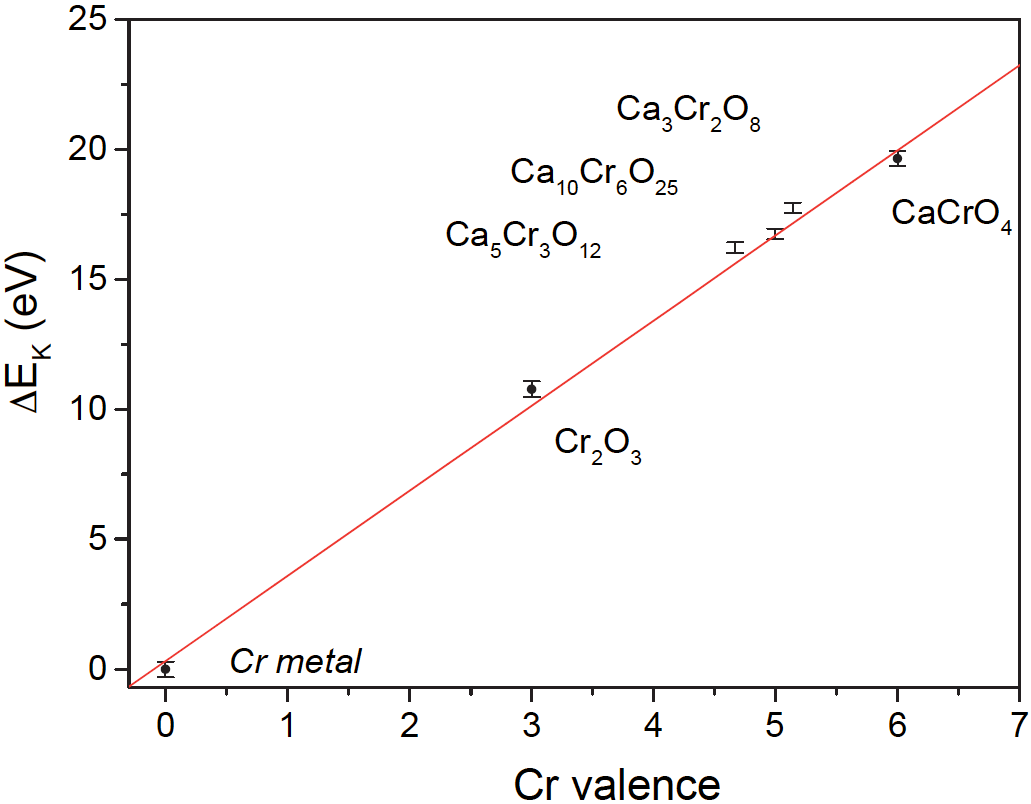 25
20
15
10
5
0
ΔE_K (eV)
Ca₃Cr₂O₈
Ca₁₀Cr₆O₂₅
Ca₅Cr₃O₁₂
CaCrO₄
Cr₂O₃
Cr metal
0 1 2 3 4 5 6 7
Cr valence